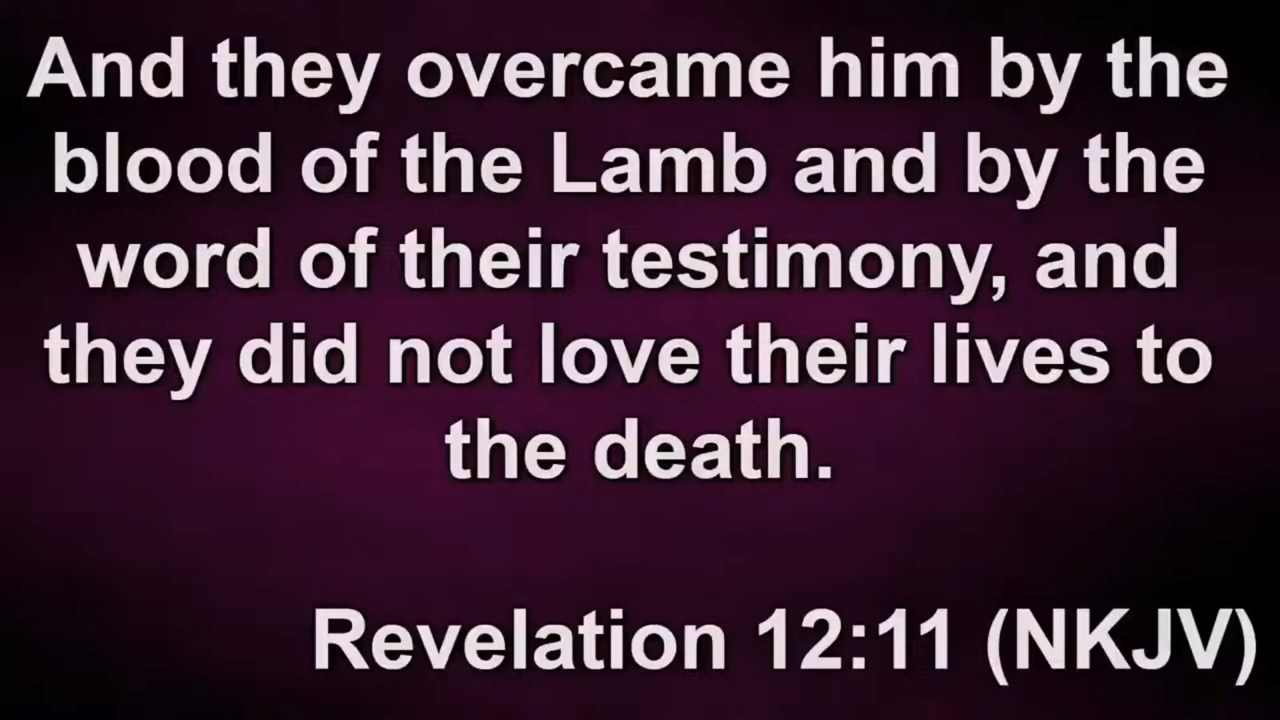 And they overcame him by the
blood of the Lamb and by the
word of their testimony, and
they did not love their lives to
the death.
Revelation 12:11 (NKJV)